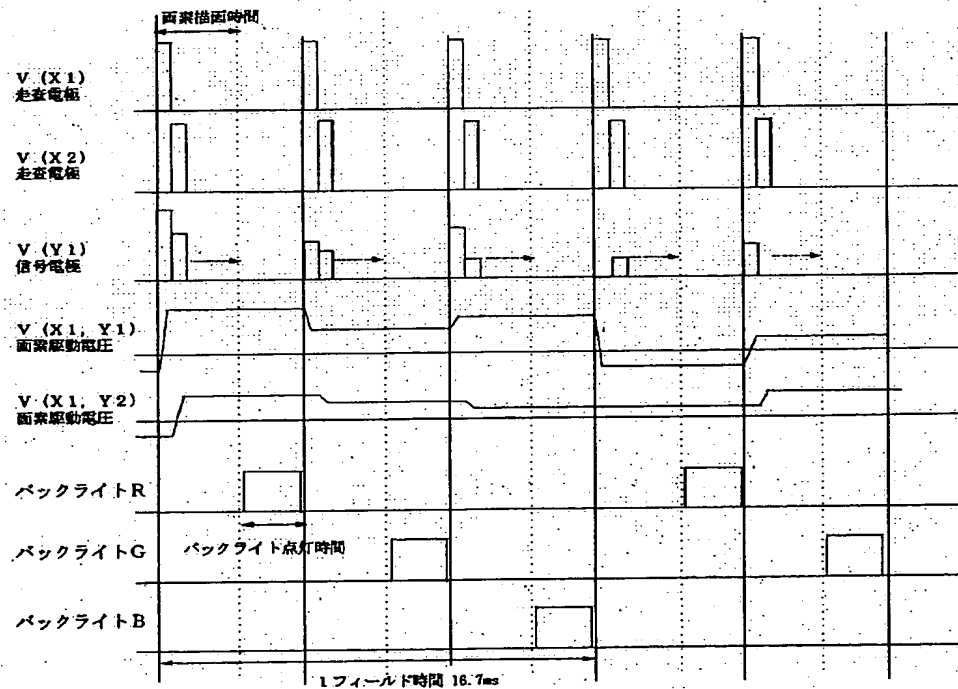 画素描画時間
V (X1)
走査電極
V (X2)
走査電極
V (Y1)
信号電極
V (X1, Y1)
画素駆動電圧
V (X1, Y2)
画素駆動電圧
バックライトR
バックライト点灯時間
バックライトG
バックライトB
1フィールド時間 16.7ms